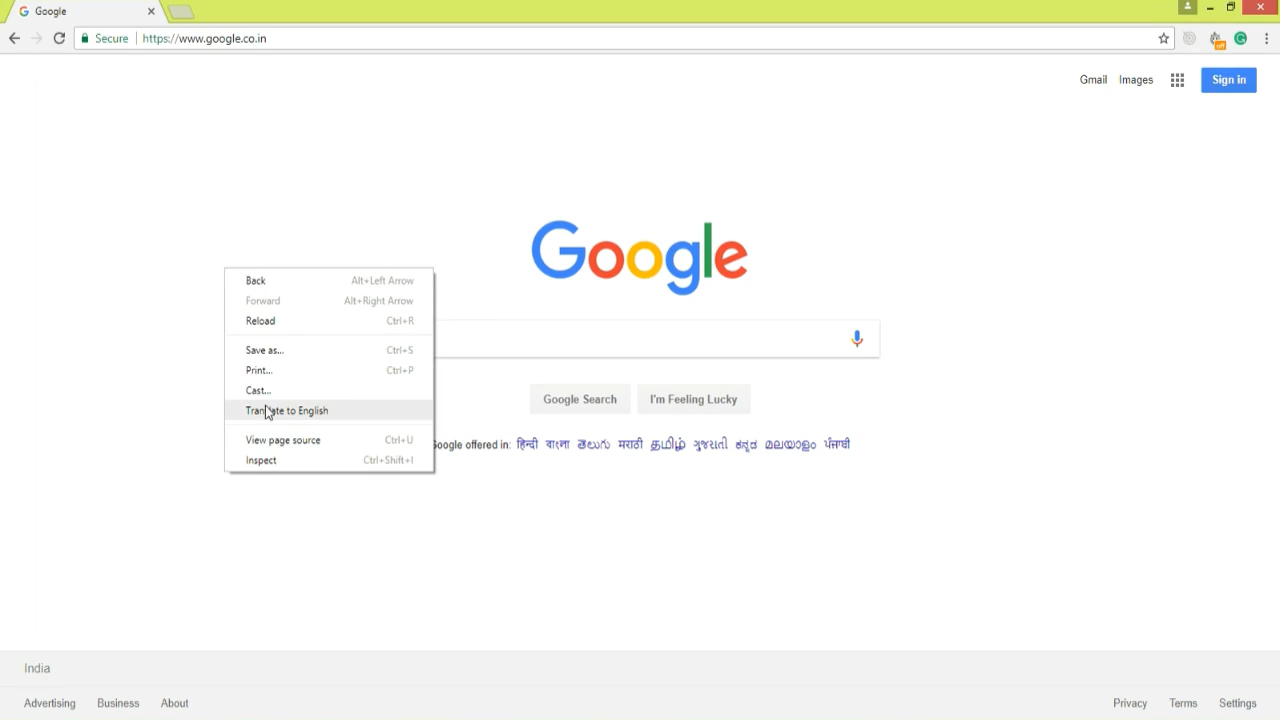 Google
Secure https://www.google.co.in
Gmail Images Sign in
Google
Back Alt+Left Arrow
Forward Alt+Right Arrow
Reload Ctrl+R
Save as... Ctrl+S
Print... Ctrl+P
Cast...
Translate to English
View page source Ctrl+U
Inspect Ctrl+Shift+I
Google Search I'm Feeling Lucky
Google offered in: हिन्दी বাংলা తెలుగు मराठी தமிழ் ગુજરાતી ಕನ್ನಡ മലയാളം ਪੰਜਾਬੀ
India
Advertising Business About Privacy Terms Settings